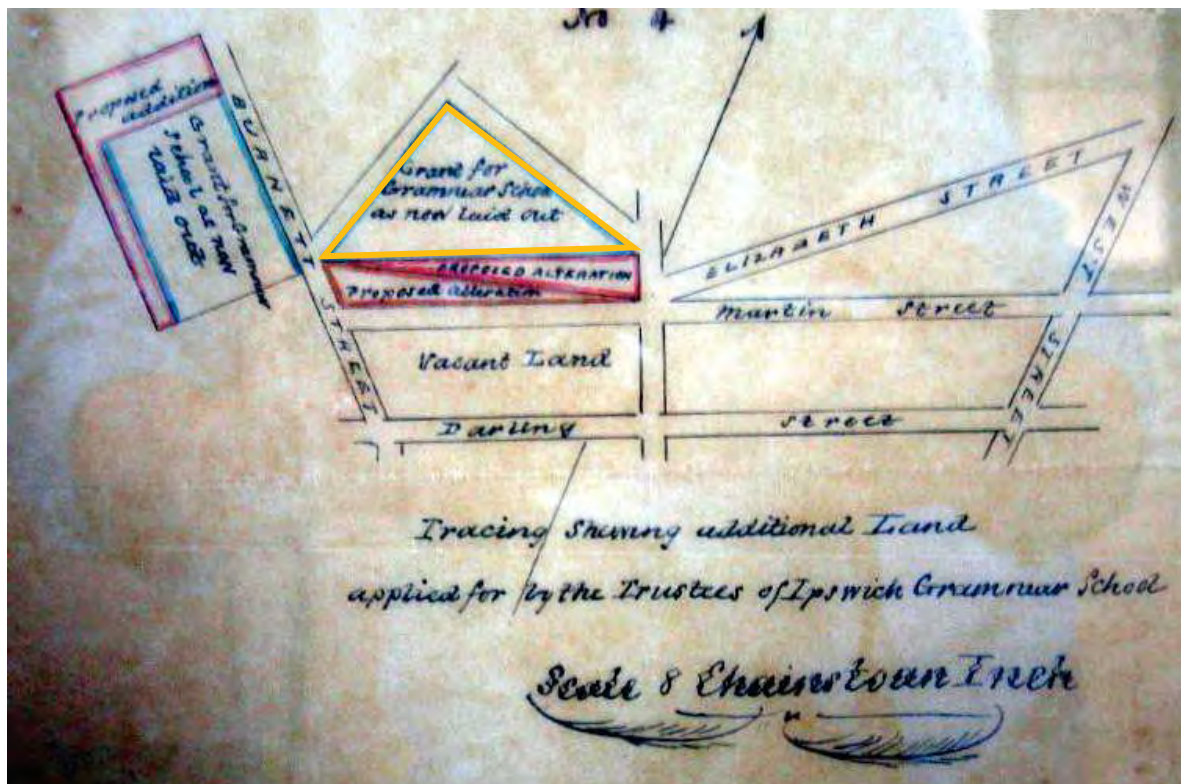 No 4
Proposed
addition
Grant for Grammar
School as now
laid out
BURNETT STREET
Grant for
Grammar School
as now laid out
PROPOSED ALTERATION
Proposed alteration
ELIZABETH STREET
WEST STREET
Martin Street
Vacant Land
Darling Street
Tracing Shewing additional Land
applied for by the Trustees of Ipswich Grammar School
Scale 8 Chains to an Inch